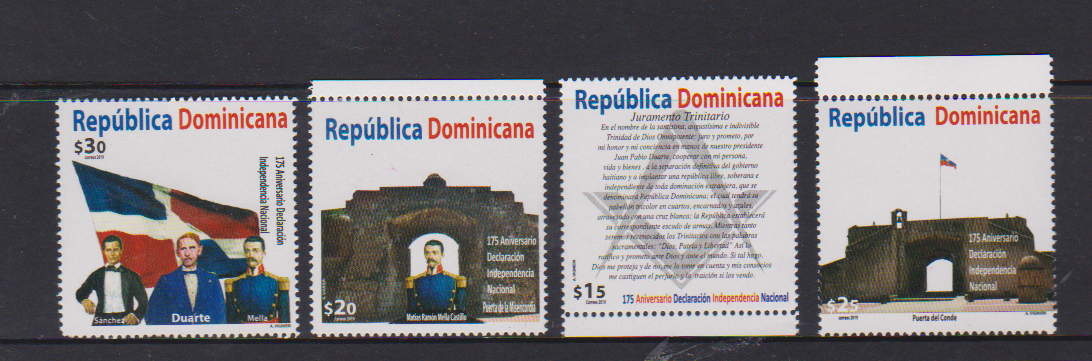 República Dominicana
$30
Correos 2019
175 Aniversario Declaración
Independencia Nacional
Sánchez
Duarte
Mella
República Dominicana
175 Aniversario
Declaración
Independencia
Nacional
Puerta de la Misericordia
$20
Correos 2019
Matías Ramón Mella Castillo
República Dominicana
Juramento Trinitario
En el nombre de la santísima, augustísima e indivisible
Trinidad de Dios Omnipotente: juro y prometo, por
mi honor y mi conciencia en manos de nuestro presidente
Juan Pablo Duarte, cooperar con mi persona,
vida y bienes , a la separación definitiva del gobierno
haitiano y a implantar una república libre, soberana e
independiente de toda dominación extranjera, que se
denominará República Dominicana; el cual tendrá su
pabellón tricolor en cuartos, encarnados y azules,
atravesado con una cruz blanca; la República establecerá
su correspondiente escudo de armas. Mientras tanto
seremos reconocidos los Trinitarios con las palabras
sacramentales: "Dios, Patria y Libertad" Así lo
ratifico y prometo ante Dios y ante el mundo. Si tal hago,
Dios me proteja y de no, me lo tome en cuenta y mis consocios
me castiguen el perjurio y la traición si los vendo.
$15
175 Aniversario Declaración Independencia Nacional
Correos 2019
República Dominicana
175 Aniversario
Declaración
Independencia
Nacional
$25
Correos 2019
Puerta del Conde